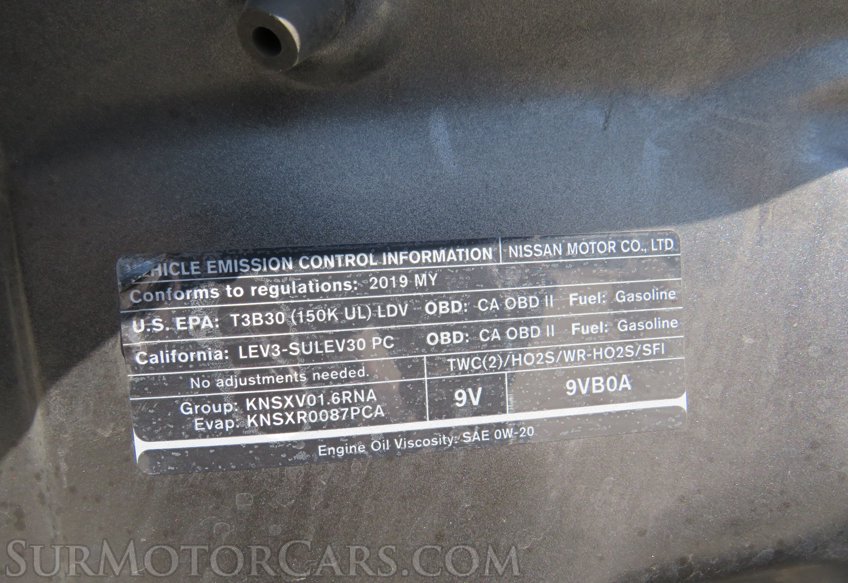 VEHICLE EMISSION CONTROL INFORMATION NISSAN MOTOR CO., LTD
Conforms to regulations: 2019 MY
U.S. EPA: T3B30 (150K UL) LDV OBD: CA OBD II Fuel: Gasoline
California: LEV3-SULEV30 PC OBD: CA OBD II Fuel: Gasoline
No adjustments needed. TWC(2)/HO2S/WR-HO2S/SFI
Group: KNSXV01.6RNA 9V 9VB0A
Evap: KNSXR0087PCA
Engine Oil Viscosity: SAE 0W-20
SurMotorCars.com